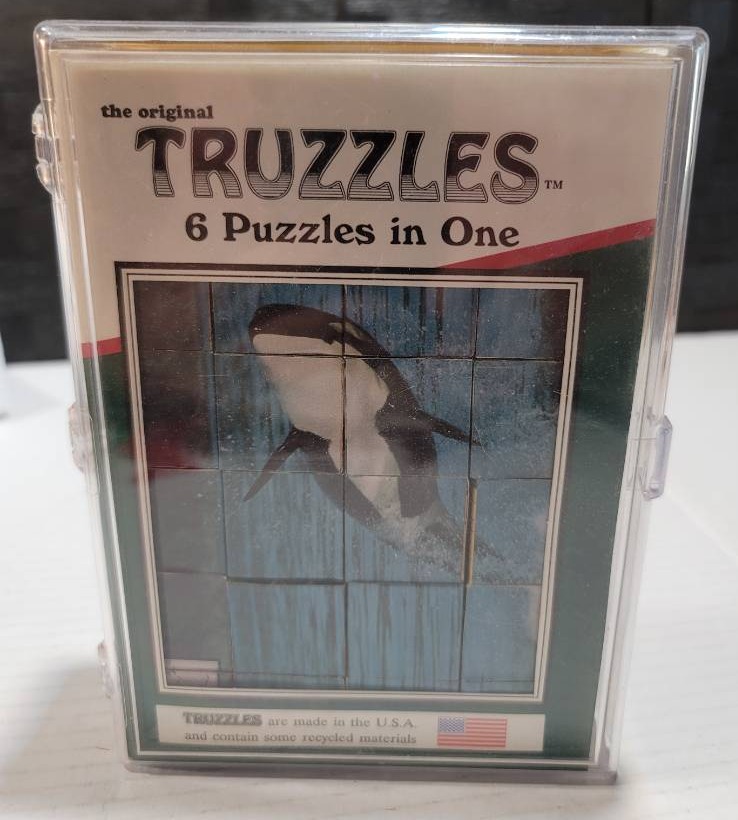 the original
TRUZZLES™
6 Puzzles in One
TRUZZLES are made in the U.S.A.
and contain some recycled materials